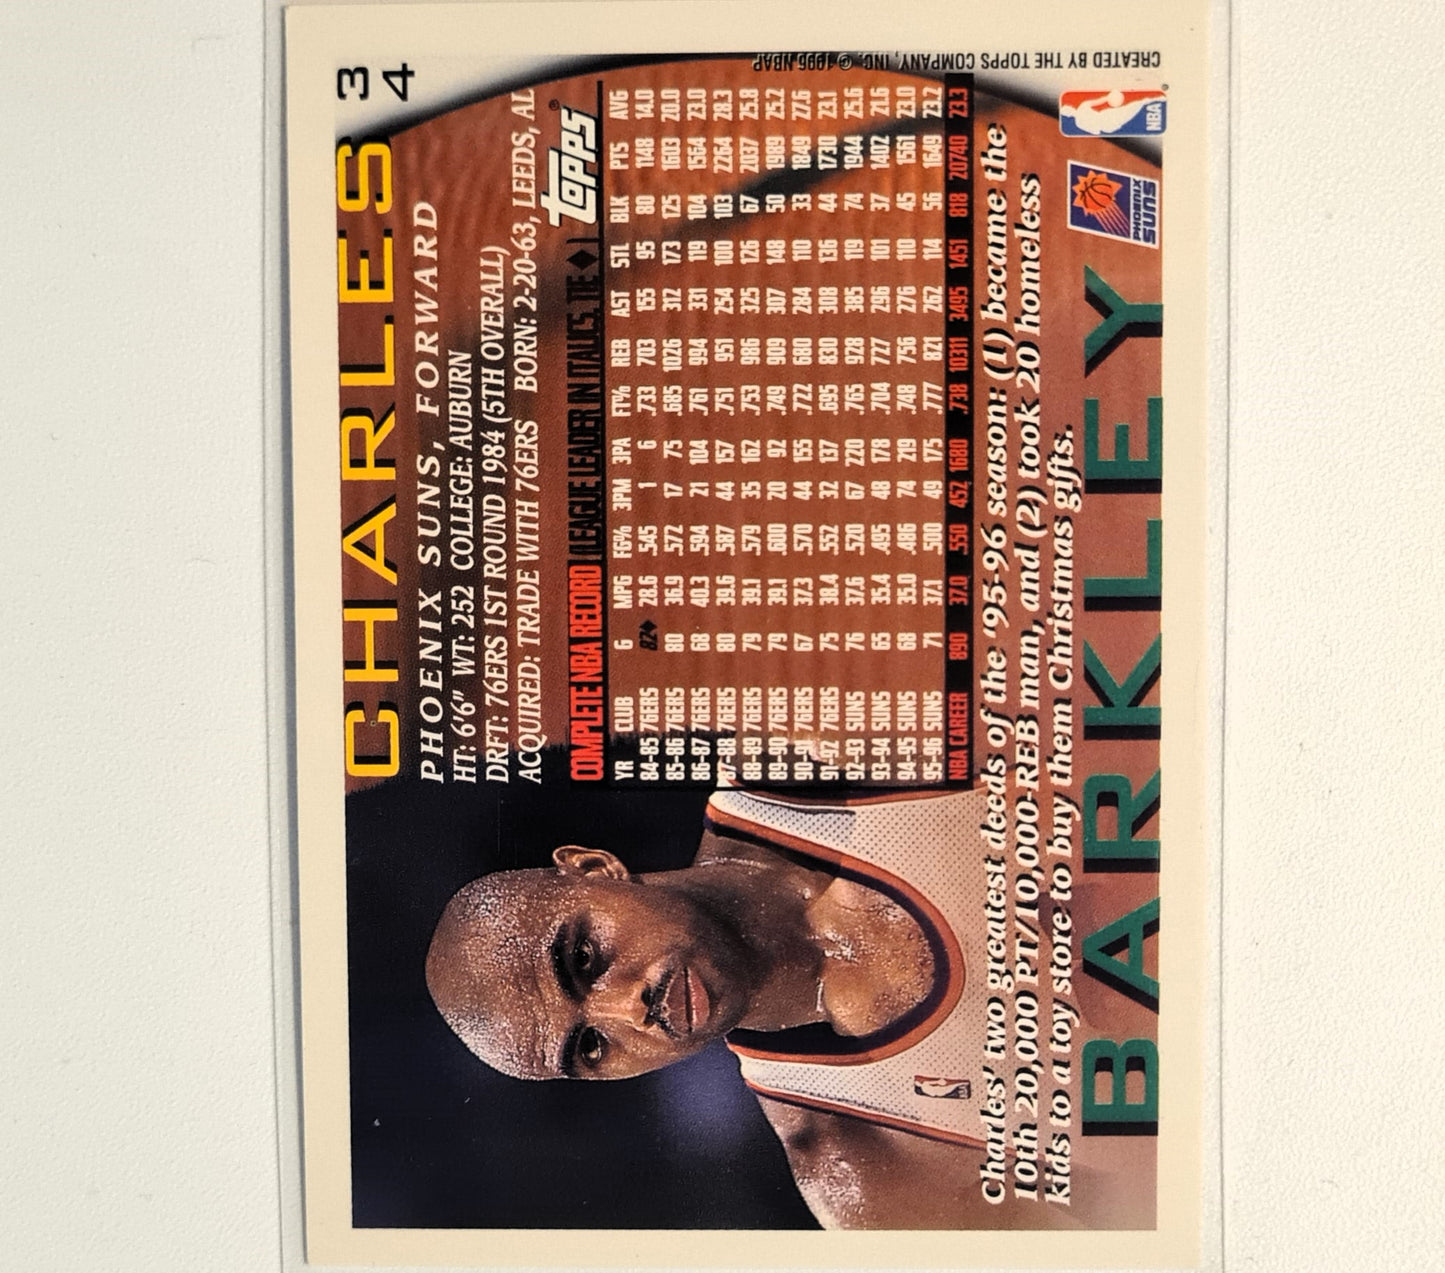 34
CHARLES
PHOENIX SUNS, FORWARD
HT: 6'6" WT: 252 COLLEGE: AUBURN
DRFT: 76ERS 1ST ROUND 1984 (5TH OVERALL)
ACQUIRED: TRADE WITH 76ERS BORN: 2-20-63, LEEDS, AL
TOPPS®
COMPLETE NBA RECORD (LEAGUE LEADER IN ITALICS, TIE ◆)
YR CLUB G MPG FG% 3PM 3PA FT% REB AST STL BLK PTS AVG
84-85 76ERS 82◆ 28.6 .545 1 6 .733 703 155 95 80 1148 14.0
85-86 76ERS 80 36.9 .572 17 75 .685 1026 312 173 125 1603 20.0
86-87 76ERS 68 40.3 .594 21 104 .761 994 331 119 104 1564 23.0
87-88 76ERS 80 39.6 .587 44 157 .751 951 254 100 103 2264 28.3
88-89 76ERS 79 39.1 .579 35 162 .753 986 325 126 67 2037 25.8
89-90 76ERS 79 39.1 .600 20 92 .749 909 307 148 50 1989 25.2
90-91 76ERS 67 37.3 .570 44 155 .722 680 284 110 33 1849 27.6
91-92 76ERS 75 38.4 .552 32 137 .695 830 308 136 44 1730 23.1
92-93 SUNS 76 37.6 .520 67 220 .765 928 385 119 74 1944 25.6
93-94 SUNS 65 35.4 .495 48 178 .704 727 296 101 37 1402 21.6
94-95 SUNS 68 35.0 .486 74 219 .748 756 276 110 45 1561 23.0
95-96 SUNS 71 37.1 .500 49 175 .777 821 262 114 56 1649 23.2
NBA CAREER 890 37.0 .550 452 1680 .738 10311 3495 1451 818 20740 23.3
Charles' two greatest deeds of the '95-96 season: (1) became the
10th 20,000 PT/10,000-REB man, and (2) took 20 homeless
kids to a toy store to buy them Christmas gifts.
BARKLEY
PHOENIX
SUNS
NBA
CREATED BY THE TOPPS COMPANY, INC. © 1996 NBAP